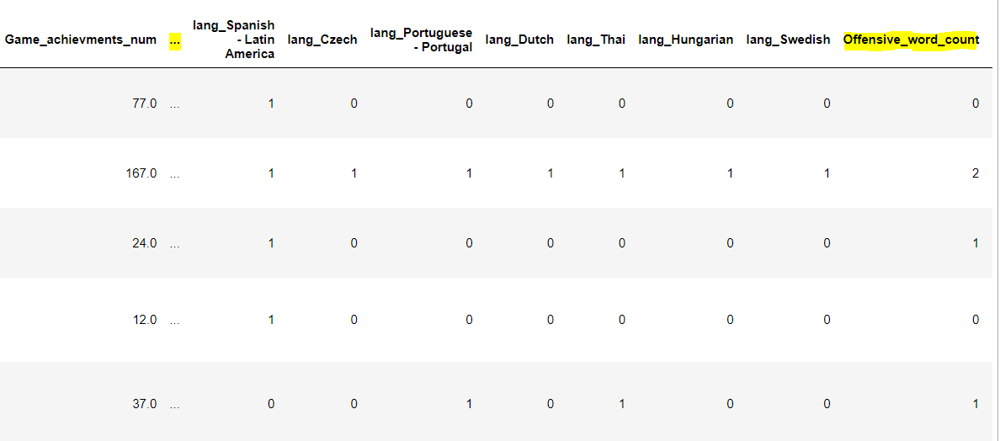 Game_achievments_num ... lang_Spanish - Latin America lang_Czech lang_Portuguese - Portugal lang_Dutch lang_Thai lang_Hungarian lang_Swedish Offensive_word_count
77.0 ... 1 0 0 0 0 0 0 0
167.0 ... 1 1 1 1 1 1 1 2
24.0 ... 1 0 0 0 0 0 0 1
12.0 ... 1 0 0 0 0 0 0 0
37.0 ... 0 0 1 0 1 0 0 1